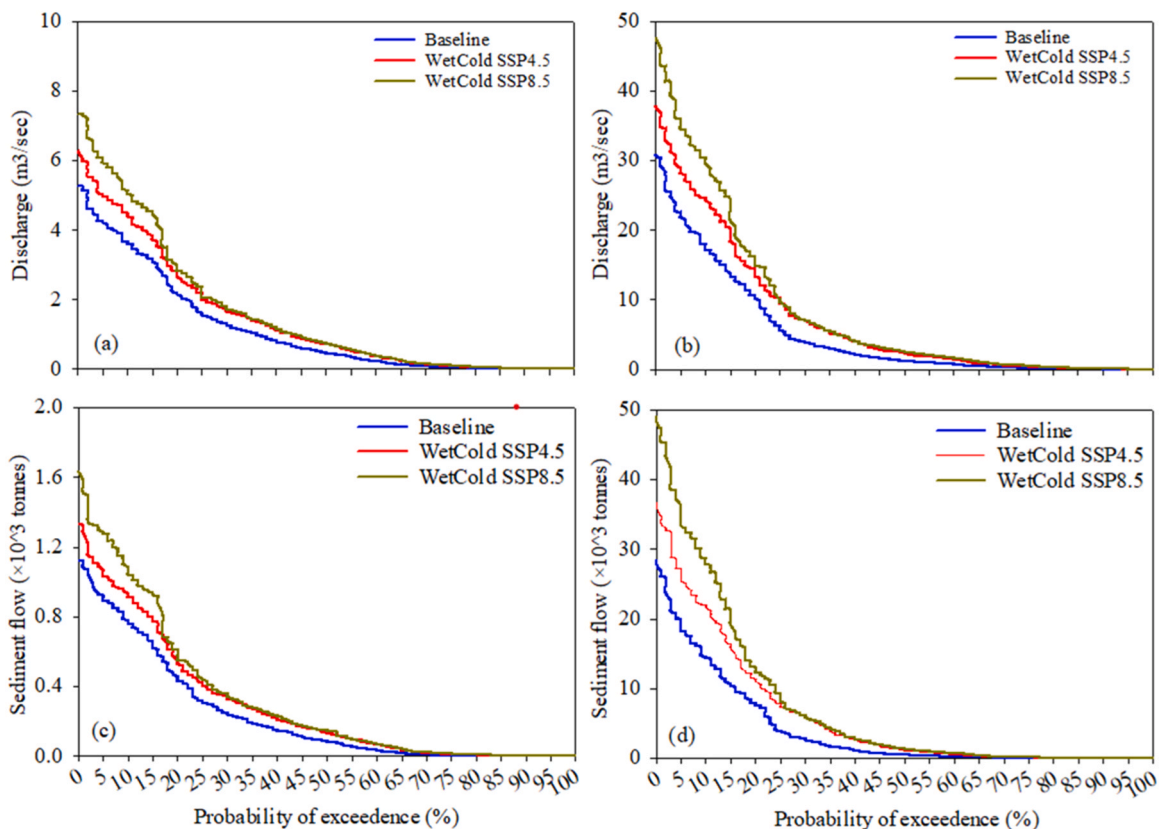 10
8
6
4
2
0
Discharge (m3/sec)
Baseline
WetCold SSP4.5
WetCold SSP8.5
(a)
50
40
30
20
10
0
Discharge (m3/sec)
Baseline
WetCold SSP4.5
WetCold SSP8.5
(b)
2.0
1.6
1.2
0.8
0.4
0.0
Sediment flow (×10^3 tonnes)
Baseline
WetCold SSP4.5
WetCold SSP8.5
(c)
0 5 10 15 20 25 30 35 40 45 50 55 60 65 70 75 80 85 90 95 100
Probability of exceedence (%)
50
40
30
20
10
0
Sediment flow (×10^3 tonnes)
Baseline
WetCold SSP4.5
WetCold SSP8.5
(d)
0 5 10 15 20 25 30 35 40 45 50 55 60 65 70 75 80 85 90 95 100
Probability of exceedence (%)